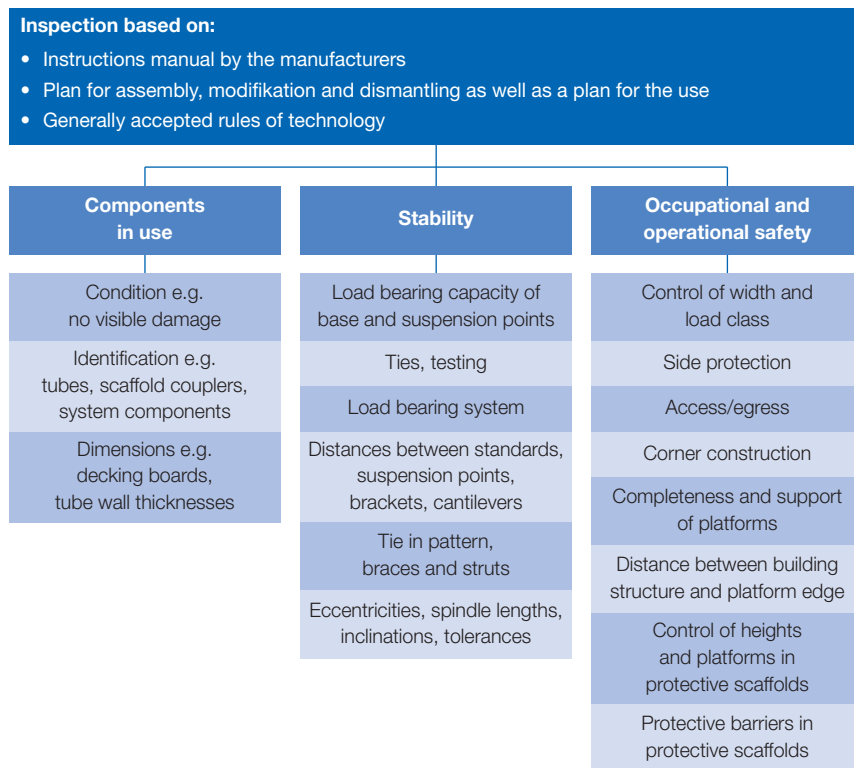 Inspection based on:
• Instructions manual by the manufacturers
• Plan for assembly, modifikation and dismantling as well as a plan for the use
• Generally accepted rules of technology
Components
in use
Condition e.g.
no visible damage
Identification e.g.
tubes, scaffold couplers,
system components
Dimensions e.g.
decking boards,
tube wall thicknesses
Stability
Load bearing capacity of
base and suspension points
Ties, testing
Load bearing system
Distances between standards,
suspension points,
brackets, cantilevers
Tie in pattern,
braces and struts
Eccentricities, spindle lengths,
inclinations, tolerances
Occupational and
operational safety
Control of width and
load class
Side protection
Access/egress
Corner construction
Completeness and support
of platforms
Distance between building
structure and platform edge
Control of heights
and platforms in
protective scaffolds
Protective barriers in
protective scaffolds